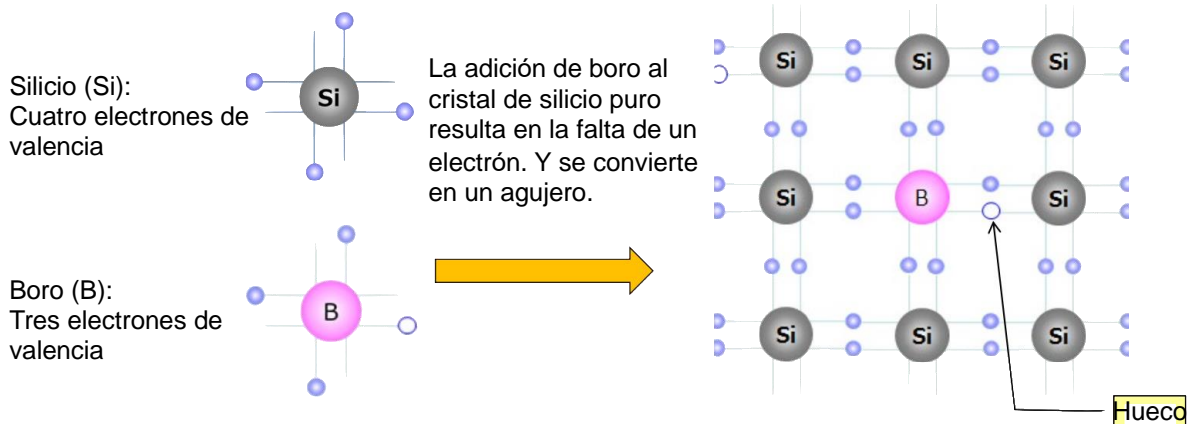 Silicio (Si):
Cuatro electrones de
valencia
Si
La adición de boro al
cristal de silicio puro
resulta en la falta de un
electrón. Y se convierte
en un agujero.
Boro (B):
Tres electrones de
valencia
B
Si Si Si
Si B Si
Si Si Si
Hueco